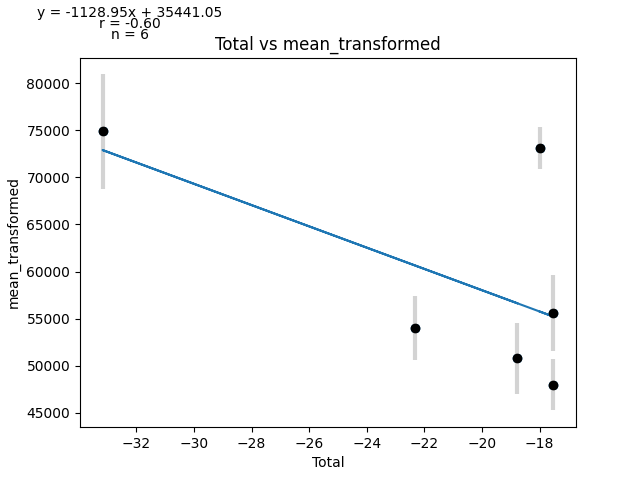 y = -1128.95x + 35441.05
r = -0.60
n = 6
Total vs mean_transformed
80000
75000
70000
65000
60000
55000
50000
45000
mean_transformed
−32 −30 −28 −26 −24 −22 −20 −18
Total